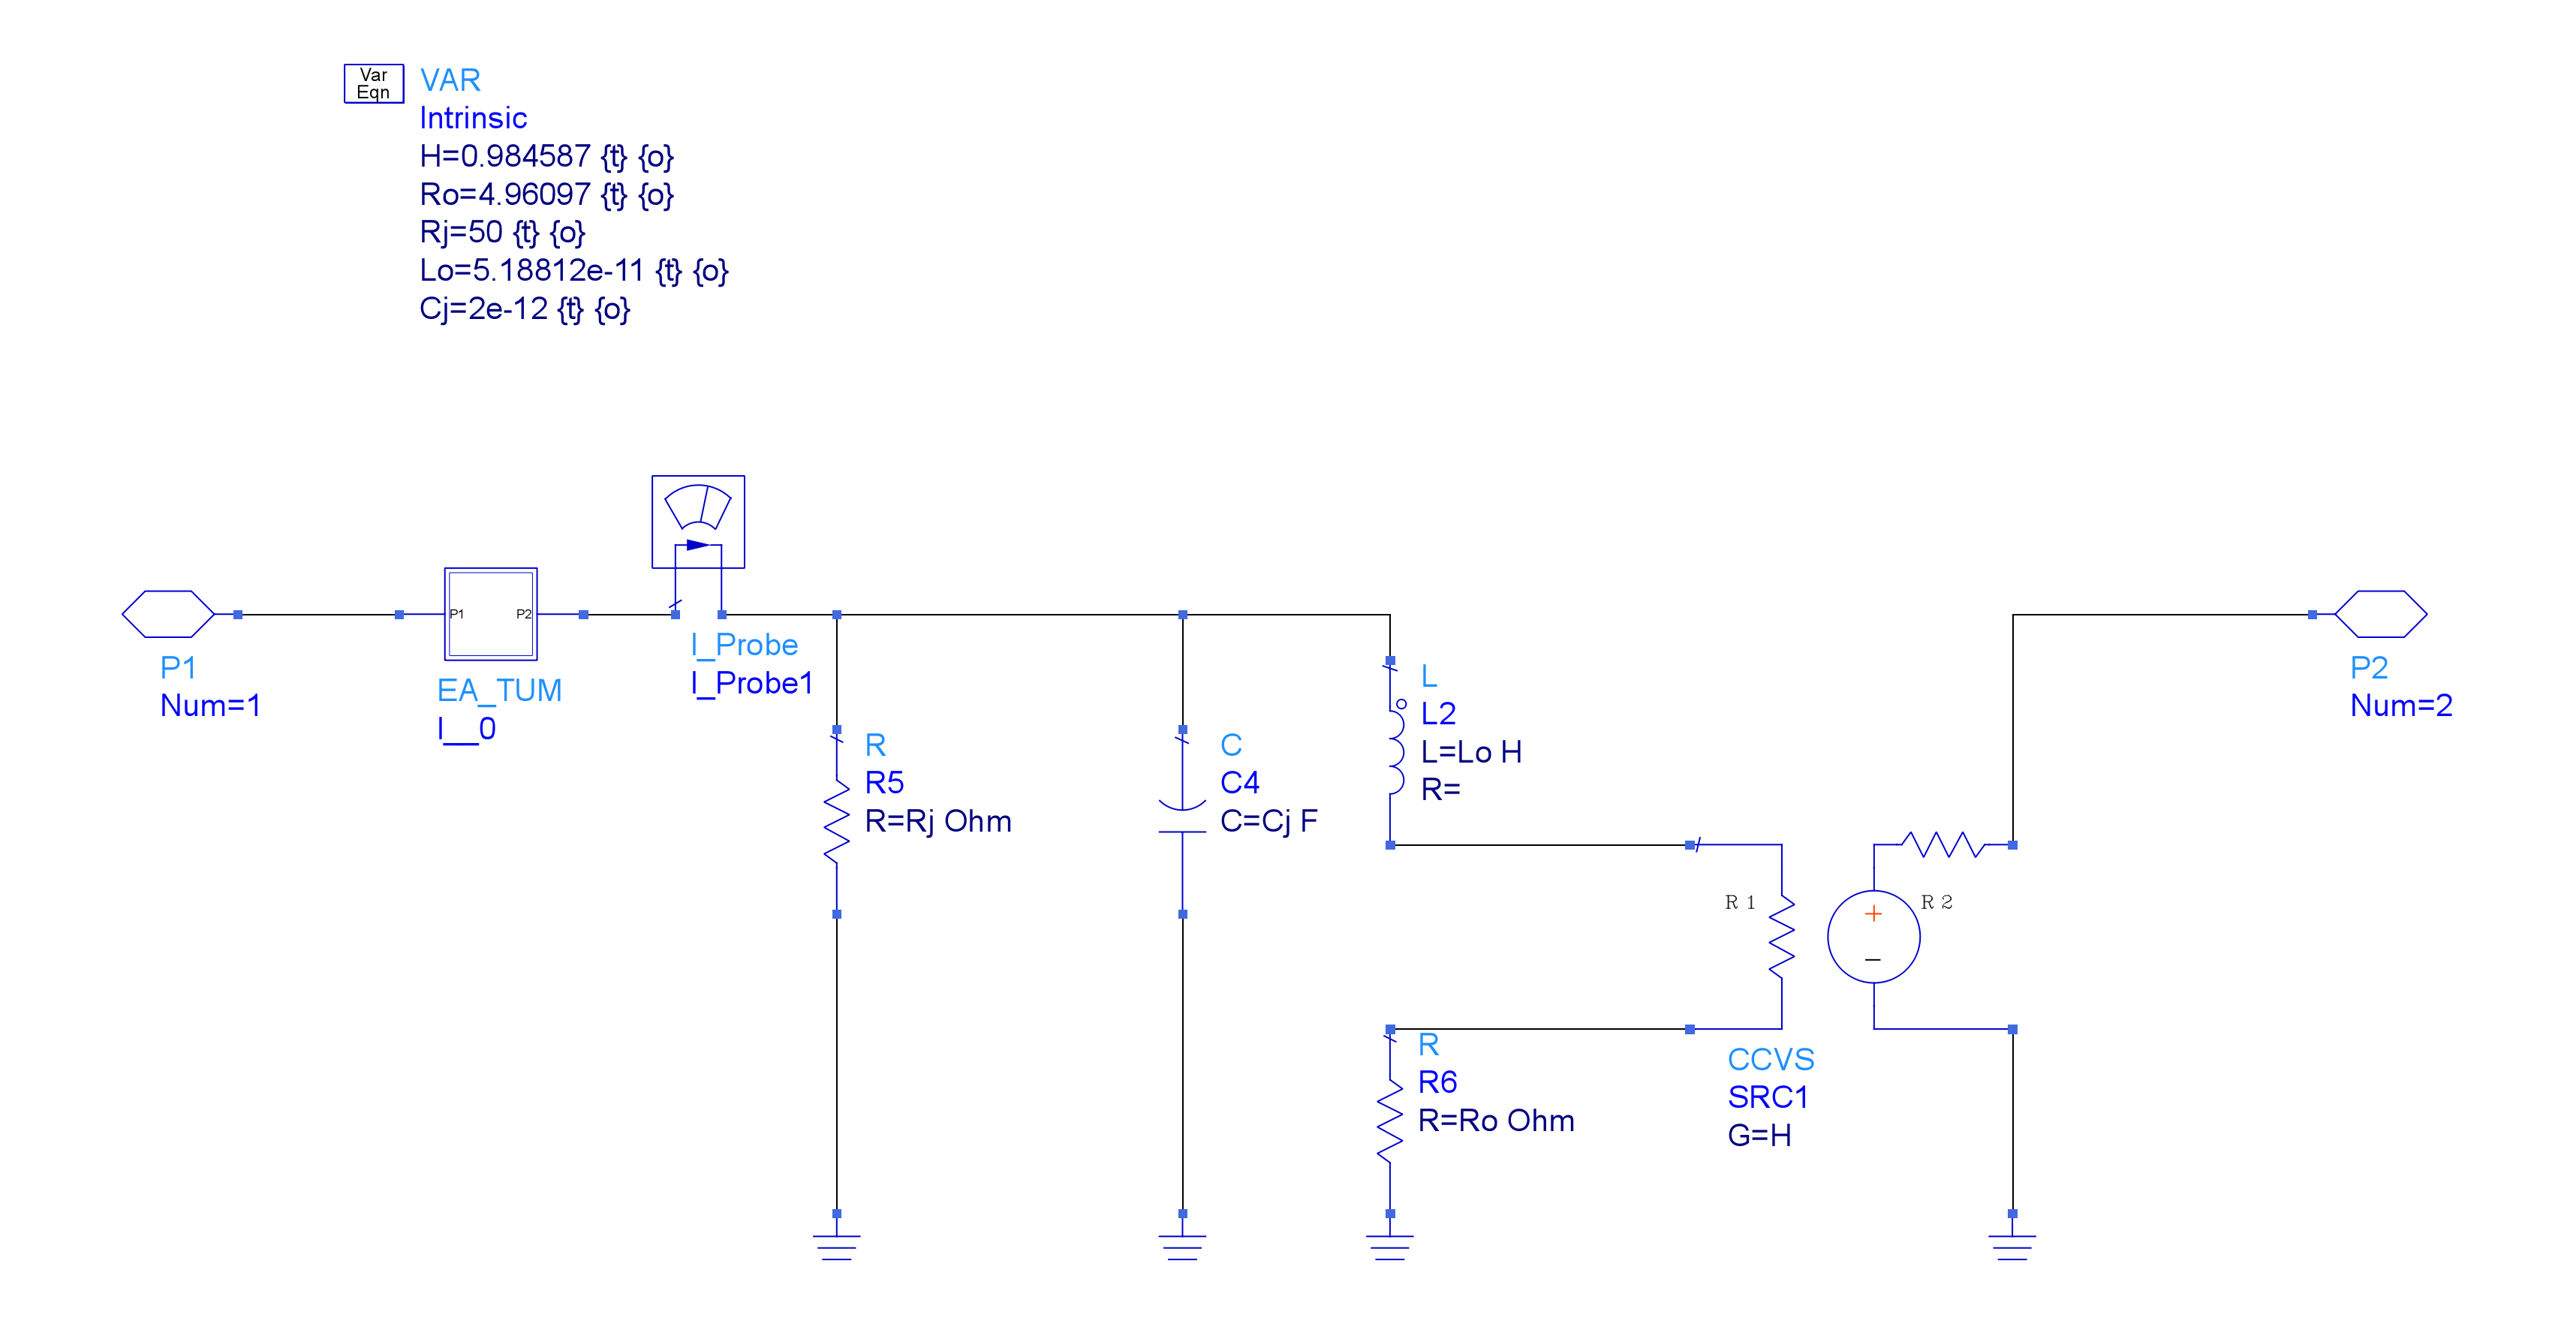 Var
Eqn
VAR
Intrinsic
H=0.984587 {t} {o}
Ro=4.96097 {t} {o}
Rj=50 {t} {o}
Lo=5.18812e-11 {t} {o}
Cj=2e-12 {t} {o}
P1
Num=1
P1
P2
EA_TUM
I__0
I_Probe
I_Probe1
R
R5
R=Rj Ohm
C
C4
C=Cj F
L
L2
L=Lo H
R=
R
R6
R=Ro Ohm
R 1
+
−
R 2
CCVS
SRC1
G=H
P2
Num=2